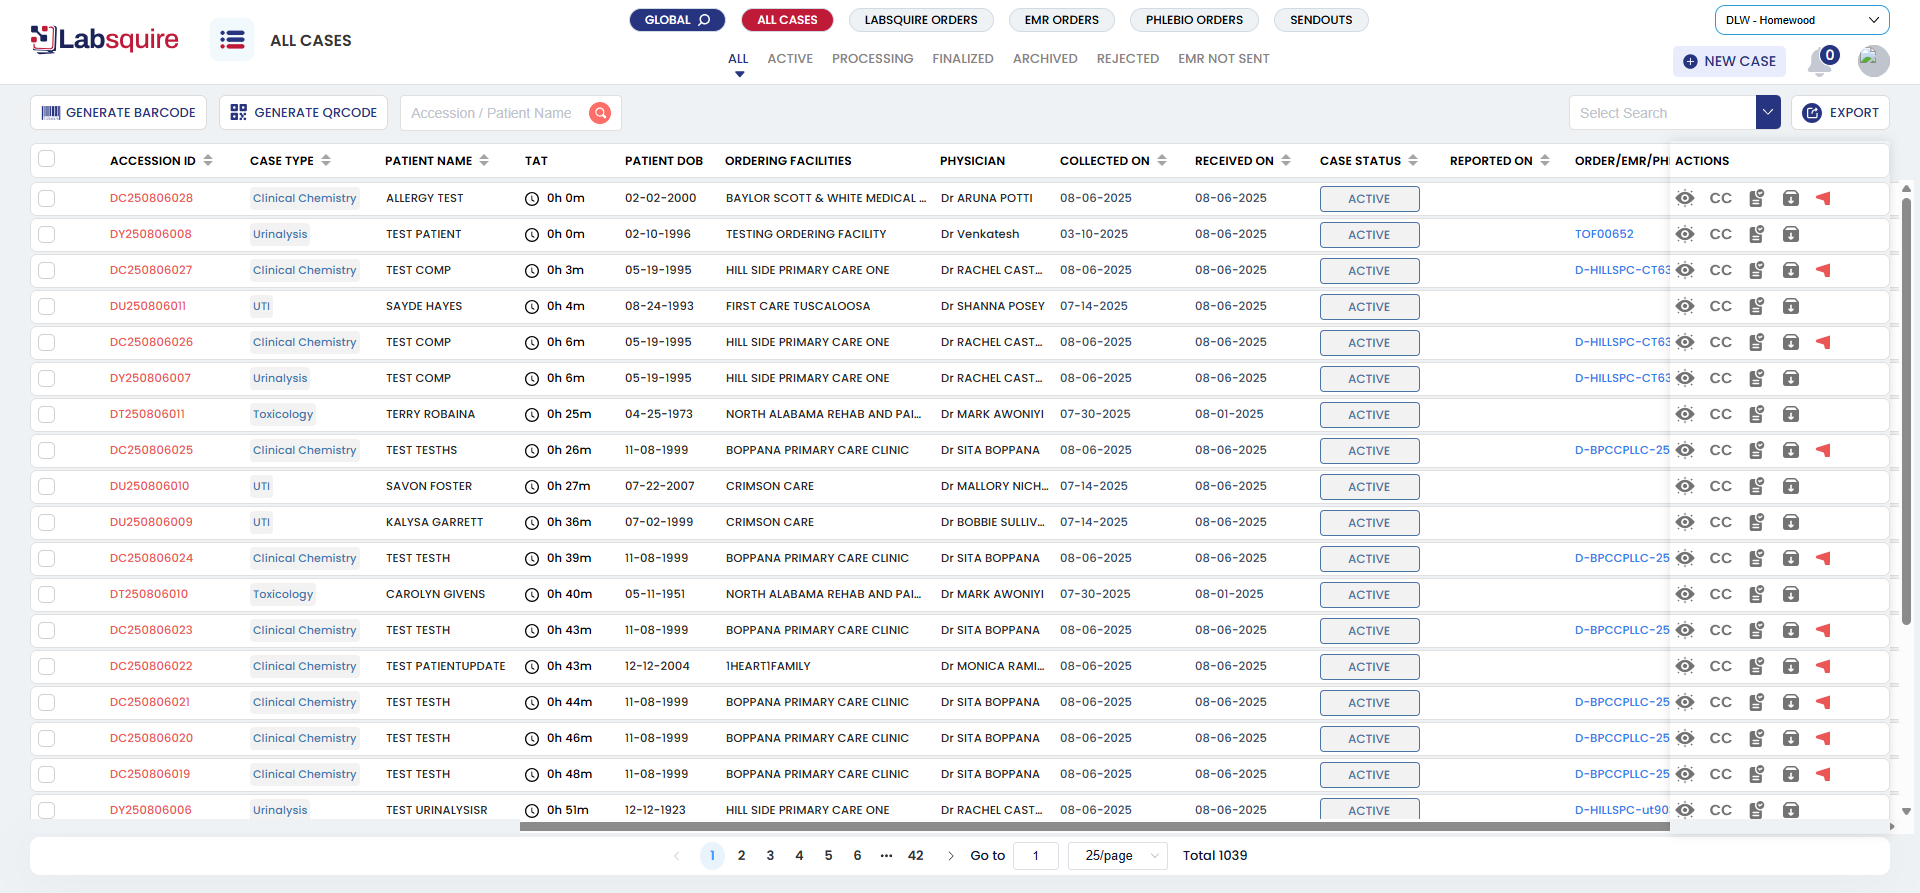 Labsquire
ALL CASES
GLOBAL ALL CASES LABSQUIRE ORDERS EMR ORDERS PHLEBIO ORDERS SENDOUTS
DLW - Homewood
ALL ACTIVE PROCESSING FINALIZED ARCHIVED REJECTED EMR NOT SENT
NEW CASE 0
GENERATE BARCODE GENERATE QRCODE Accession / Patient Name Select Search EXPORT
ACCESSION ID CASE TYPE PATIENT NAME TAT PATIENT DOB ORDERING FACILITIES PHYSICIAN COLLECTED ON RECEIVED ON CASE STATUS REPORTED ON ORDER/EMR/PH ACTIONS
DC250806028 Clinical Chemistry ALLERGY TEST 0h 0m 02-02-2000 BAYLOR SCOTT & WHITE MEDICAL ... Dr ARUNA POTTI 08-06-2025 08-06-2025 ACTIVE CC
DY250806008 Urinalysis TEST PATIENT 0h 0m 02-10-1996 TESTING ORDERING FACILITY Dr Venkatesh 03-10-2025 08-06-2025 ACTIVE TOF00652 CC
DC250806027 Clinical Chemistry TEST COMP 0h 3m 05-19-1995 HILL SIDE PRIMARY CARE ONE Dr RACHEL CAST... 08-06-2025 08-06-2025 ACTIVE D-HILLSPC-CT63 CC
DU250806011 UTI SAYDE HAYES 0h 4m 08-24-1993 FIRST CARE TUSCALOOSA Dr SHANNA POSEY 07-14-2025 08-06-2025 ACTIVE CC
DC250806026 Clinical Chemistry TEST COMP 0h 6m 05-19-1995 HILL SIDE PRIMARY CARE ONE Dr RACHEL CAST... 08-06-2025 08-06-2025 ACTIVE D-HILLSPC-CT63 CC
DY250806007 Urinalysis TEST COMP 0h 6m 05-19-1995 HILL SIDE PRIMARY CARE ONE Dr RACHEL CAST... 08-06-2025 08-06-2025 ACTIVE D-HILLSPC-CT63 CC
DT250806011 Toxicology TERRY ROBAINA 0h 25m 04-25-1973 NORTH ALABAMA REHAB AND PAI... Dr MARK AWONIYI 07-30-2025 08-01-2025 ACTIVE CC
DC250806025 Clinical Chemistry TEST TESTHS 0h 26m 11-08-1999 BOPPANA PRIMARY CARE CLINIC Dr SITA BOPPANA 08-06-2025 08-06-2025 ACTIVE D-BPCCPLLC-25 CC
DU250806010 UTI SAVON FOSTER 0h 27m 07-22-2007 CRIMSON CARE Dr MALLORY NICH... 07-14-2025 08-06-2025 ACTIVE CC
DU250806009 UTI KALYSA GARRETT 0h 36m 07-02-1999 CRIMSON CARE Dr BOBBIE SULLIV... 07-14-2025 08-06-2025 ACTIVE CC
DC250806024 Clinical Chemistry TEST TESTH 0h 39m 11-08-1999 BOPPANA PRIMARY CARE CLINIC Dr SITA BOPPANA 08-06-2025 08-06-2025 ACTIVE D-BPCCPLLC-25 CC
DT250806010 Toxicology CAROLYN GIVENS 0h 40m 05-11-1951 NORTH ALABAMA REHAB AND PAI... Dr MARK AWONIYI 07-30-2025 08-01-2025 ACTIVE CC
DC250806023 Clinical Chemistry TEST TESTH 0h 43m 11-08-1999 BOPPANA PRIMARY CARE CLINIC Dr SITA BOPPANA 08-06-2025 08-06-2025 ACTIVE D-BPCCPLLC-25 CC
DC250806022 Clinical Chemistry TEST PATIENTUPDATE 0h 43m 12-12-2004 1HEART1FAMILY Dr MONICA RAMI... 08-06-2025 08-06-2025 ACTIVE CC
DC250806021 Clinical Chemistry TEST TESTH 0h 44m 11-08-1999 BOPPANA PRIMARY CARE CLINIC Dr SITA BOPPANA 08-06-2025 08-06-2025 ACTIVE D-BPCCPLLC-25 CC
DC250806020 Clinical Chemistry TEST TESTH 0h 46m 11-08-1999 BOPPANA PRIMARY CARE CLINIC Dr SITA BOPPANA 08-06-2025 08-06-2025 ACTIVE D-BPCCPLLC-25 CC
DC250806019 Clinical Chemistry TEST TESTH 0h 48m 11-08-1999 BOPPANA PRIMARY CARE CLINIC Dr SITA BOPPANA 08-06-2025 08-06-2025 ACTIVE D-BPCCPLLC-25 CC
DY250806006 Urinalysis TEST URINALYSISR 0h 51m 12-12-1923 HILL SIDE PRIMARY CARE ONE Dr RACHEL CAST... 08-06-2025 08-06-2025 ACTIVE D-HILLSPC-ut90 CC
1 2 3 4 5 6 ... 42 Go to 1 25/page Total 1039